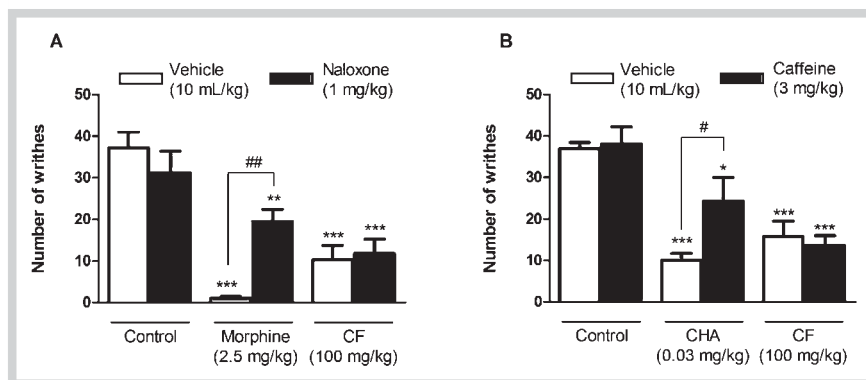 A
Vehicle
(10 mL/kg)
Naloxone
(1 mg/kg)
Number of writhes
50
40
30
20
10
0
##
***
**
***
***
Control
Morphine
(2.5 mg/kg)
CF
(100 mg/kg)
B
Vehicle
(10 mL/kg)
Caffeine
(3 mg/kg)
Number of writhes
50
40
30
20
10
0
#
***
*
***
***
Control
CHA
(0.03 mg/kg)
CF
(100 mg/kg)